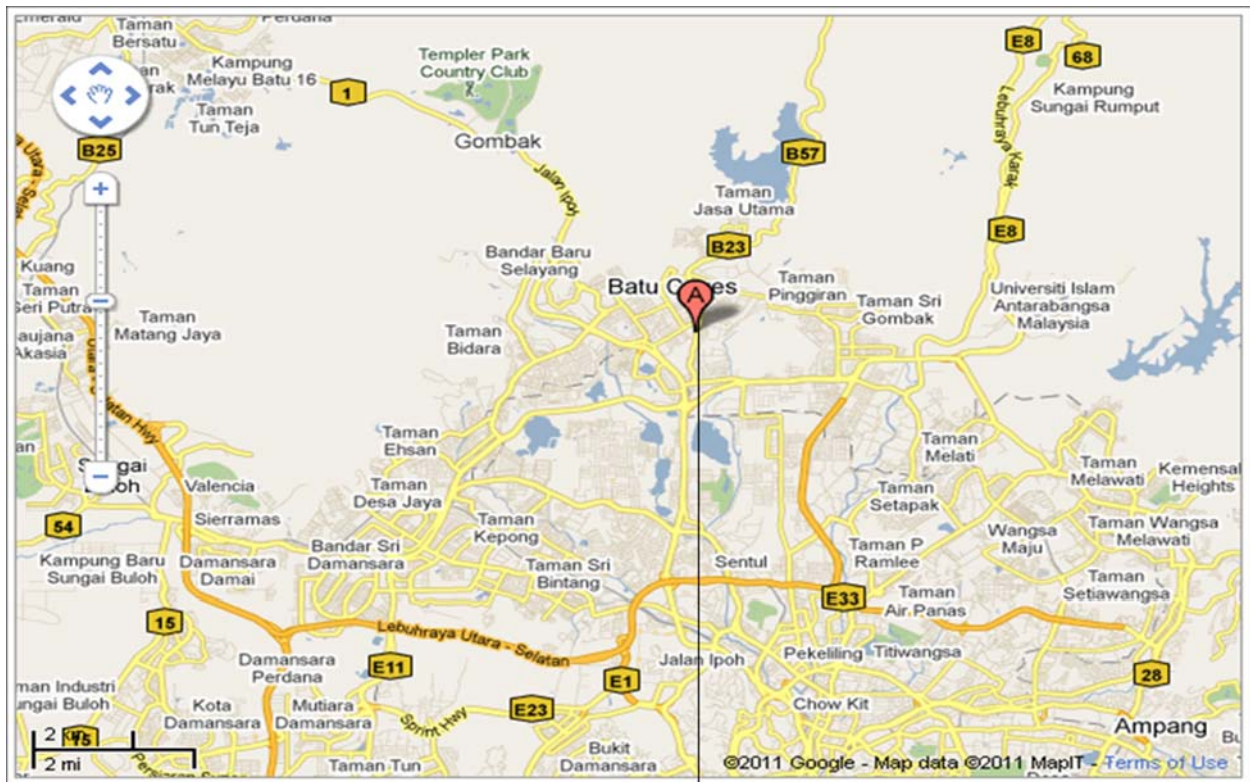 Emerald
Perdana
Taman
Bersatu
Kampung
Melayu Batu 16
Taman
Tun Teja
B25
1
Templer Park
Country Club
Gombak
Jalan Ipoh
B57
Taman
Jasa Utama
B23
E8
68
Kampung
Sungai Rumput
Lebuhraya Karak
E8
Kuang
Taman
Seri Putra
Saujana
Akasia
Taman
Matang Jaya
Bandar Baru
Selayang
Batu Caves
A
Taman
Pinggiran
Taman Sri
Gombak
Universiti Islam
Antarabangsa
Malaysia
Taman
Bidara
Taman
Ehsan
Taman
Desa Jaya
Sungai
Buloh
Valencia
Sierramas
54
Kampung Baru
Sungai Buloh
Damansara
Damai
Bandar Sri
Damansara
Taman
Kepong
Taman Sri
Bintang
Sentul
Taman
Melati
Taman
Setapak
Taman
Melawati
Kemensah
Heights
Wangsa
Maju
Taman Wangsa
Melawati
Taman P
Ramlee
Taman
Setiawangsa
E33
Taman
Air Panas
15
Lebuhraya Utara - Selatan
Damansara
Perdana
E11
E1
Jalan Ipoh
Pekeliling
Titiwangsa
28
Kota
Damansara
Mutiara
Damansara
Sprint Hwy
E23
Chow Kit
Ampang
15
2 mi
Taman Tun
Bukit
Damansara
©2011 Google - Map data ©2011 MapIT - Terms of Use